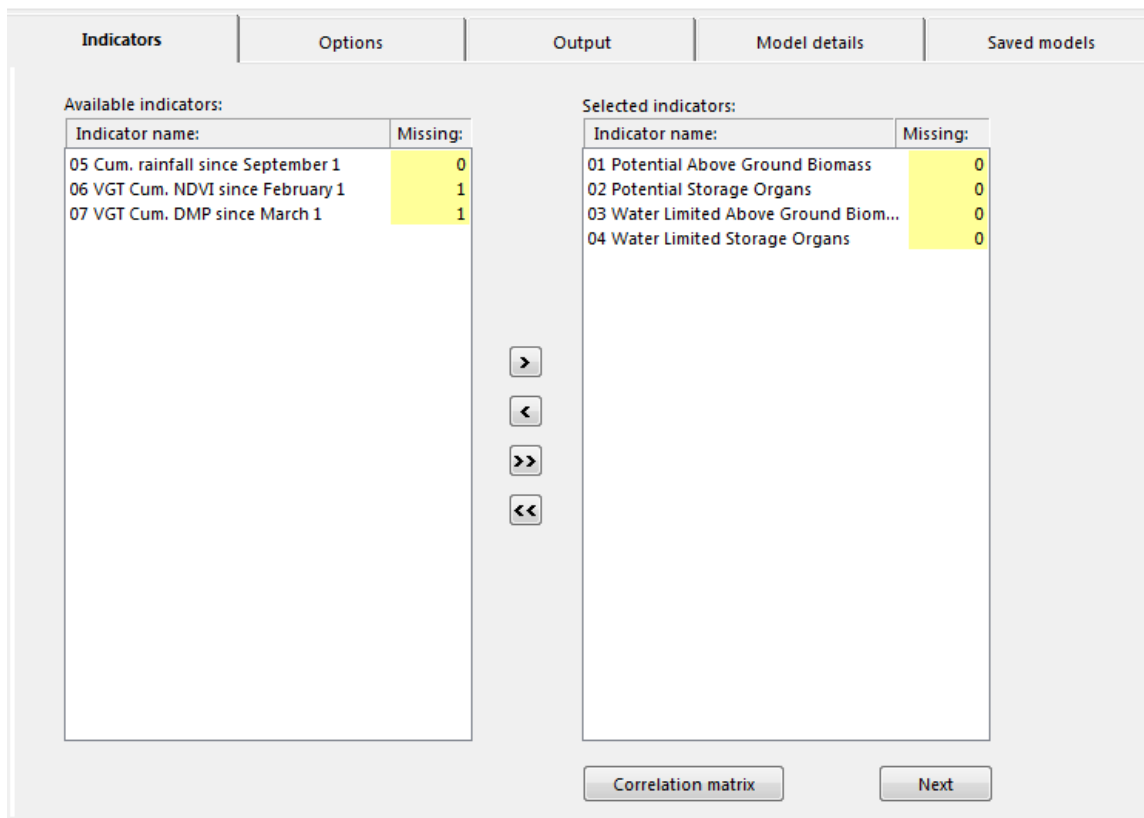 Indicators Options Output Model details Saved models
Available indicators:
Indicator name: Missing:
05 Cum. rainfall since September 1 0
06 VGT Cum. NDVI since February 1 1
07 VGT Cum. DMP since March 1 1
>
<
>>
<<
Selected indicators:
Indicator name: Missing:
01 Potential Above Ground Biomass 0
02 Potential Storage Organs 0
03 Water Limited Above Ground Biom... 0
04 Water Limited Storage Organs 0
Correlation matrix Next